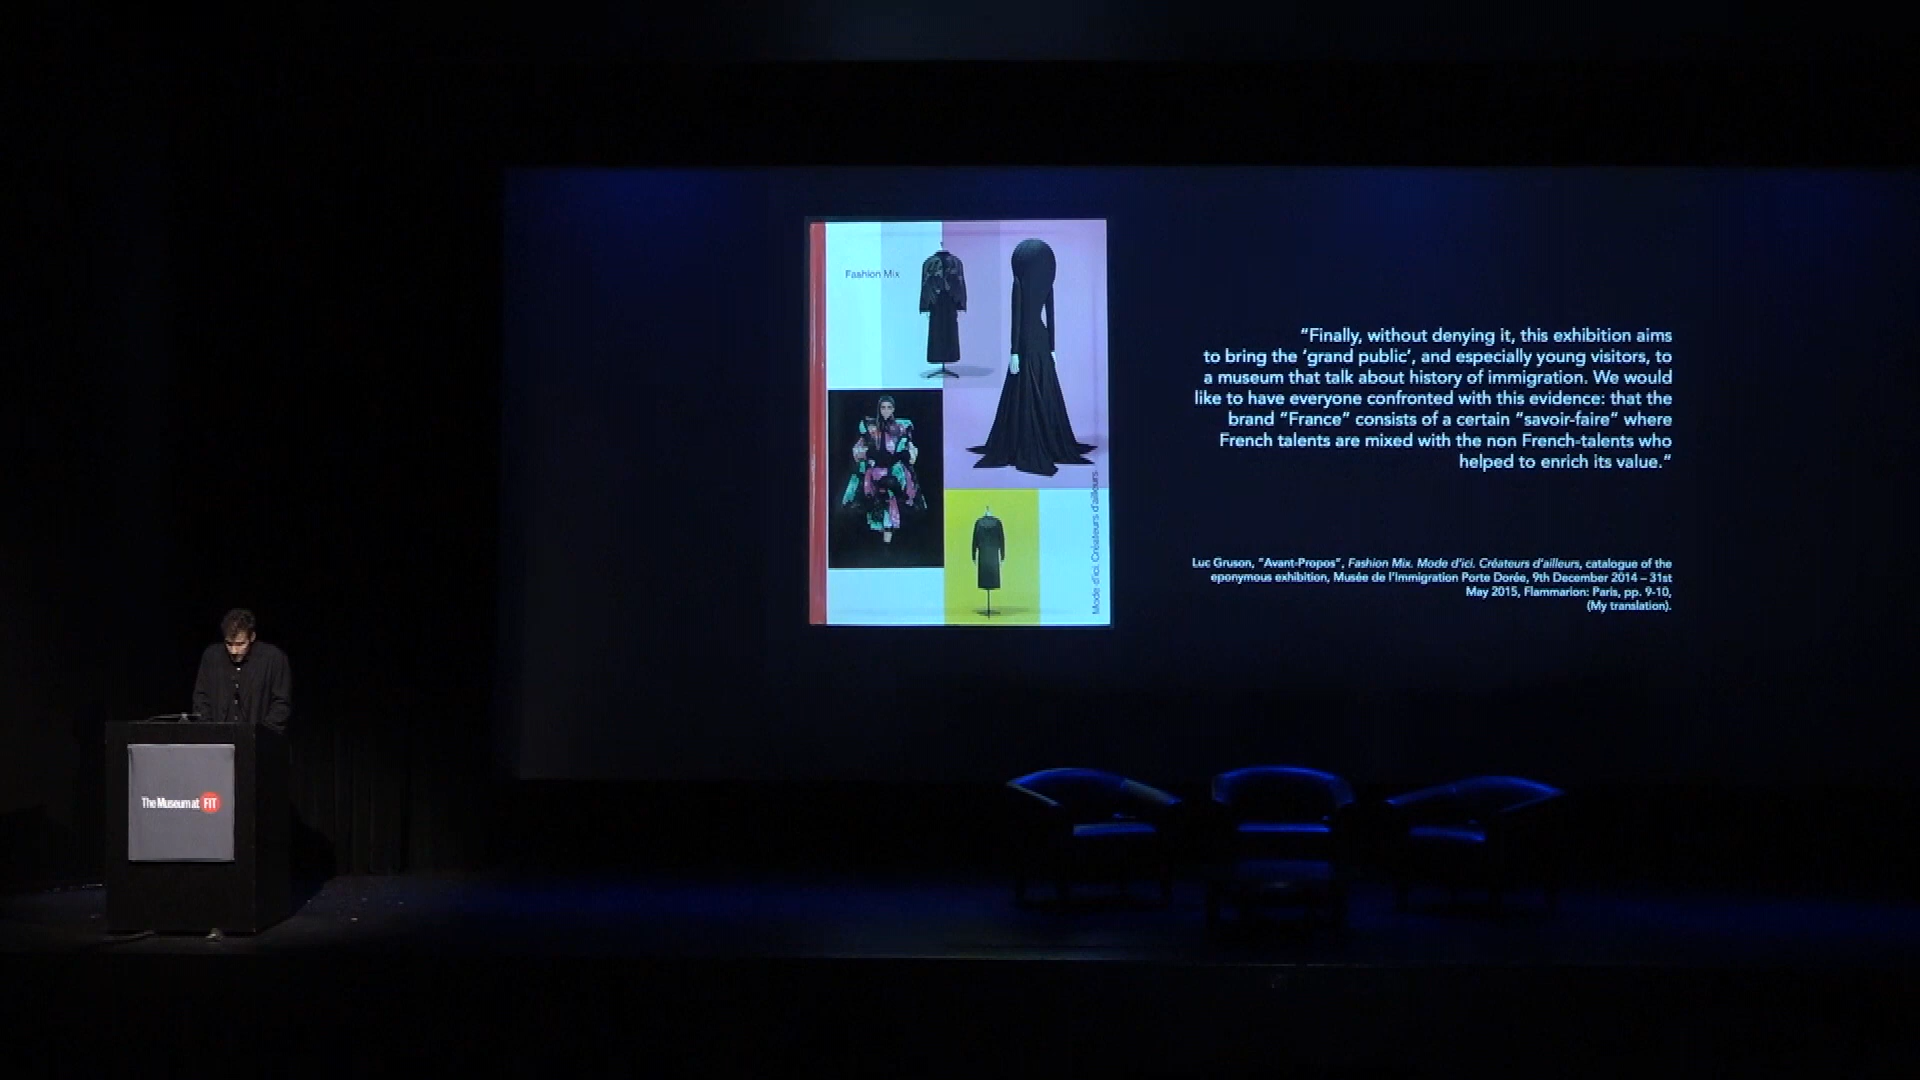 Fashion Mix
Mode d'ici. Créateurs d'ailleurs
“Finally, without denying it, this exhibition aims
to bring the ‘grand public’, and especially young visitors, to
a museum that talk about history of immigration. We would
like to have everyone confronted with this evidence: that the
brand “France” consists of a certain “savoir-faire” where
French talents are mixed with the non French-talents who
helped to enrich its value.”
Luc Gruson, “Avant-Propos”, Fashion Mix. Mode d’ici. Créateurs d’ailleurs, catalogue of the
eponymous exhibition, Musée de l’Immigration Porte Dorée, 9th December 2014 – 31st
May 2015, Flammarion: Paris, pp. 9-10,
(My translation).
The Museum at FIT